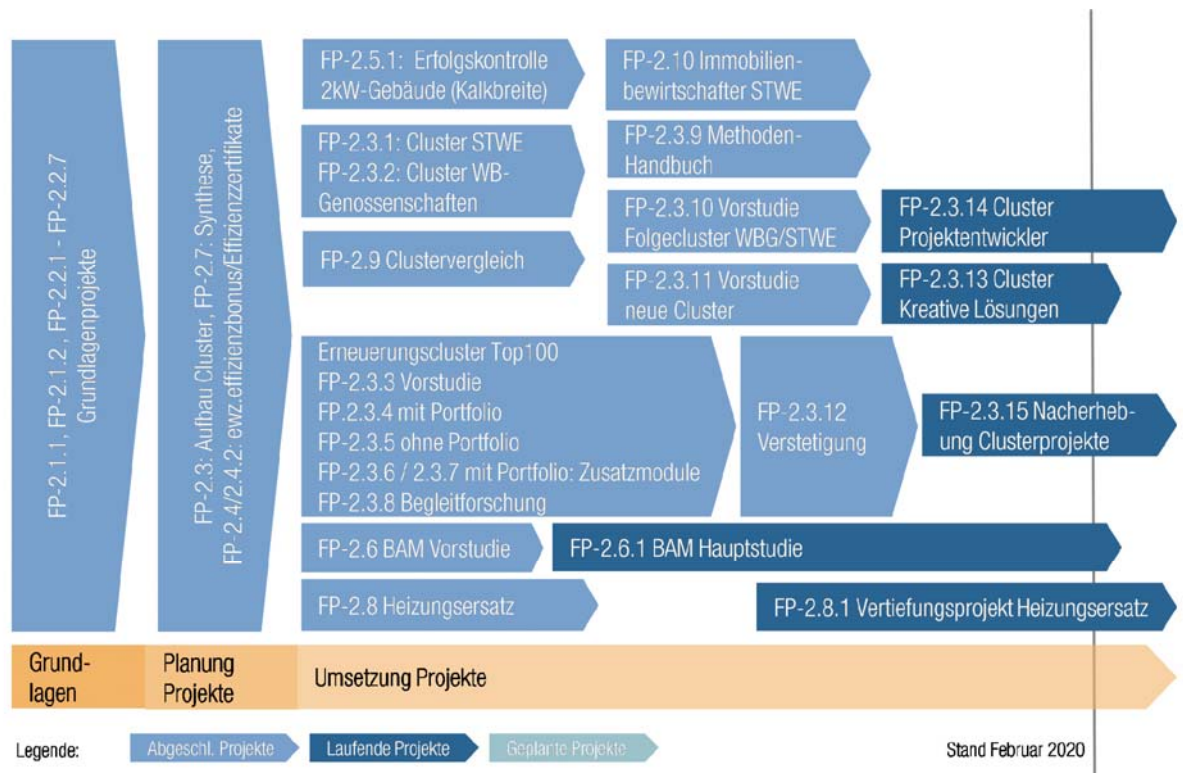 FP-2.1.1, FP-2.1.2, FP-2.2.1 - FP-2.2.7
Grundlagenprojekte
FP-2.3: Aufbau Cluster, FP-2.7: Synthese,
FP-2.4/2.4.2: ewz.effizienzbonus/Effizienzzertifikate
FP-2.5.1: Erfolgskontrolle
2kW-Gebäude (Kalkbreite)
FP-2.10 Immobilien-
bewirtschafter STWE
FP-2.3.1: Cluster STWE
FP-2.3.2: Cluster WB-
Genossenschaften
FP-2.3.9 Methoden-
Handbuch
FP-2.3.10 Vorstudie
Folgecluster WBG/STWE
FP-2.3.14 Cluster
Projektentwickler
FP-2.9 Clustervergleich
FP-2.3.11 Vorstudie
neue Cluster
FP-2.3.13 Cluster
Kreative Lösungen
Erneuerungscluster Top100
FP-2.3.3 Vorstudie
FP-2.3.4 mit Portfolio
FP-2.3.5 ohne Portfolio
FP-2.3.6 / 2.3.7 mit Portfolio: Zusatzmodule
FP-2.3.8 Begleitforschung
FP-2.3.12
Verstetigung
FP-2.3.15 Nacherheb-
ung Clusterprojekte
FP-2.6 BAM Vorstudie
FP-2.6.1 BAM Hauptstudie
FP-2.8 Heizungsersatz
FP-2.8.1 Vertiefungsprojekt Heizungsersatz
Grund-
lagen
Planung
Projekte
Umsetzung Projekte
Legende:
Abgeschl. Projekte
Laufende Projekte
Geplante Projekte
Stand Februar 2020